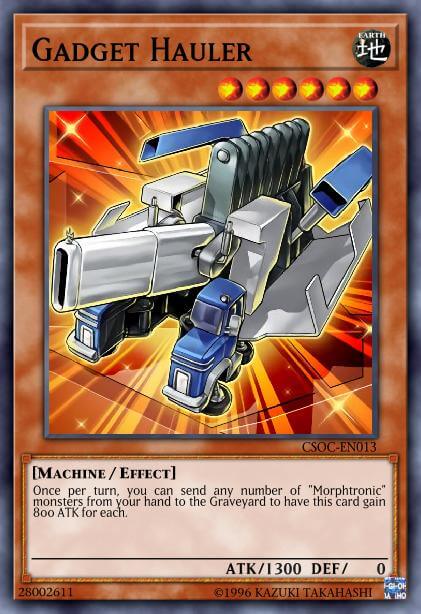 GADGET HAULER
EARTH
地
CSOC-EN013
[MACHINE / EFFECT]
Once per turn, you can send any number of "Morphtronic"
monsters from your hand to the Graveyard to have this card gain
800 ATK for each.
ATK/1300 DEF/ 0
28002611
©1996 KAZUKI TAKAHASHI